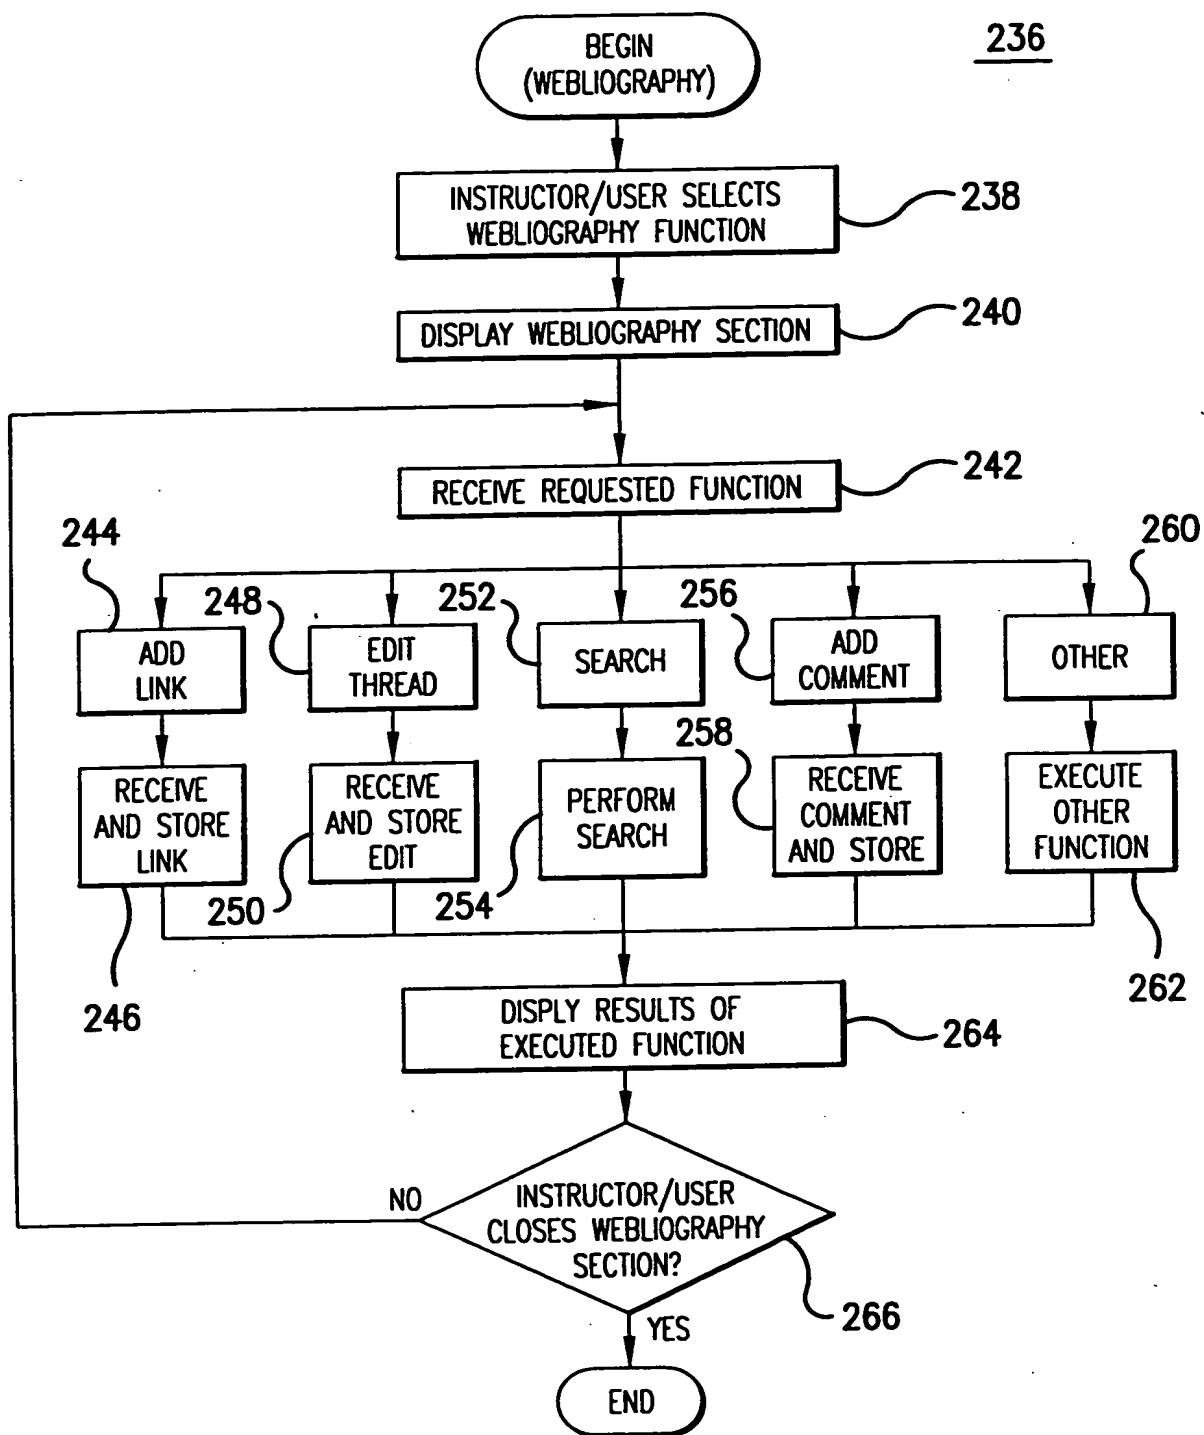 236
BEGIN
(WEBLIOGRAPHY)
INSTRUCTOR/USER SELECTS
WEBLIOGRAPHY FUNCTION
238
DISPLAY WEBLIOGRAPHY SECTION
240
RECEIVE REQUESTED FUNCTION
242
244
ADD
LINK
248
EDIT
THREAD
252
SEARCH
256
ADD
COMMENT
260
OTHER
RECEIVE
AND STORE
LINK
246
RECEIVE
AND STORE
EDIT
250
PERFORM
SEARCH
254
258
RECEIVE
COMMENT
AND STORE
EXECUTE
OTHER
FUNCTION
262
DISPLY RESULTS OF
EXECUTED FUNCTION
264
INSTRUCTOR/USER
CLOSES WEBLIOGRAPHY
SECTION?
266
NO
YES
END